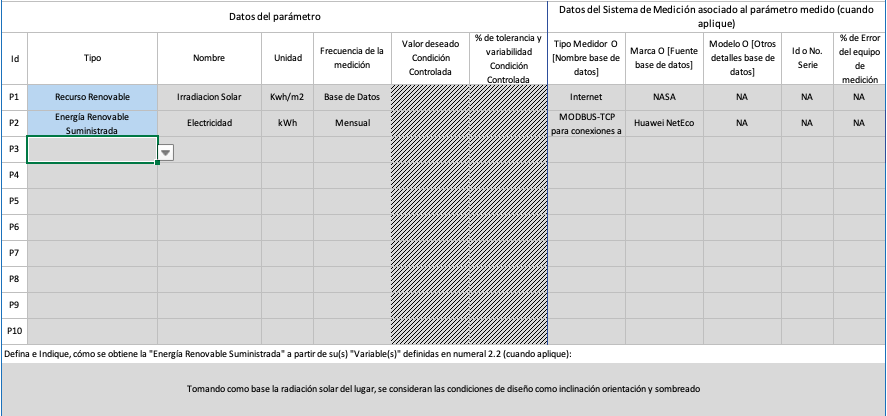 Datos del parámetro
Datos del Sistema de Medición asociado al parámetro medido (cuando
aplique)
Id
Tipo
Nombre
Unidad
Frecuencia de la
medición
Valor deseado
Condición
Controlada
% de tolerancia y
variabilidad
Condición
Controlada
Tipo Medidor O
[Nombre base de
datos]
Marca O [Fuente
base de datos]
Modelo O [Otros
detalles base de
datos]
Id o No.
Serie
% de Error
del equipo
de
medición
P1
Recurso Renovable
Irradiacion Solar
Kwh/m2
Base de Datos
Internet
NASA
NA
NA
NA
P2
Energía Renovable
Suministrada
Electricidad
kWh
Mensual
MODBUS-TCP
para conexiones a
Huawei NetEco
NA
NA
NA
P3
P4
P5
P6
P7
P8
P9
P10
Defina e Indique, cómo se obtiene la "Energía Renovable Suministrada" a partir de su(s) "Variable(s)" definidas en numeral 2.2 (cuando aplique):
Tomando como base la radiación solar del lugar, se consideran las condiciones de diseño como inclinación orientación y sombreado